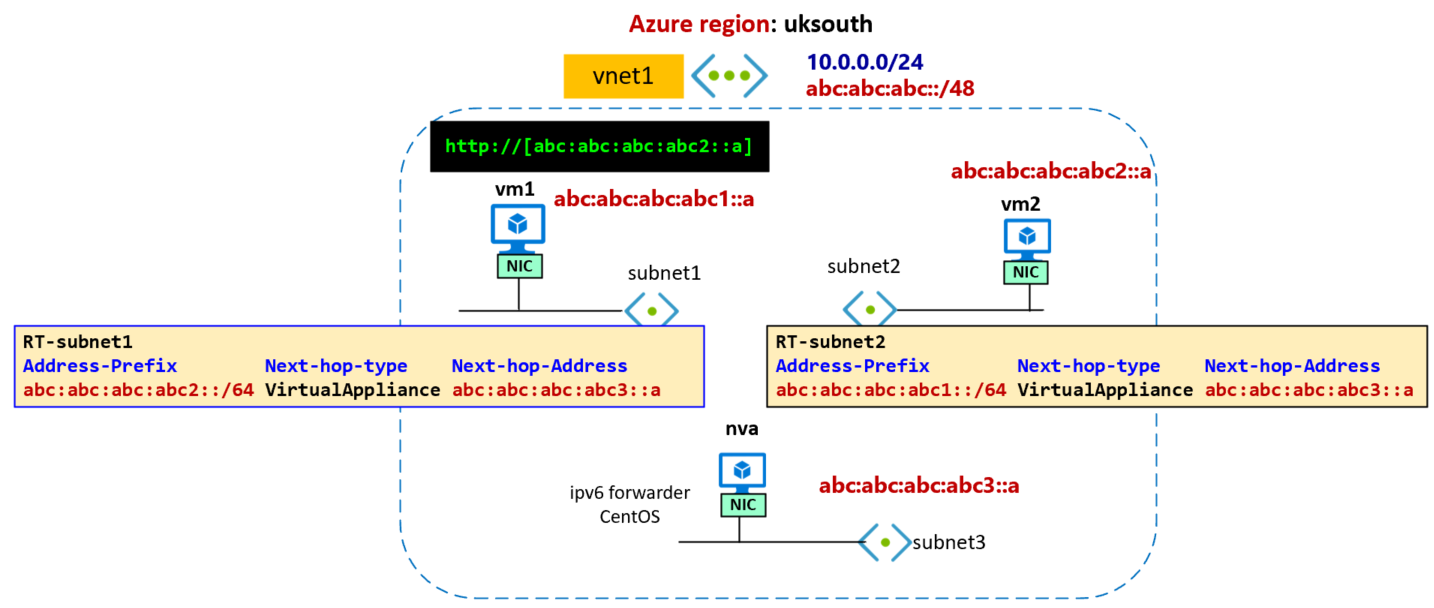 Azure region: uksouth
vnet1
10.0.0.0/24
abc:abc:abc::/48
http://[abc:abc:abc:abc2::a]
vm1
abc:abc:abc:abc1::a
NIC
subnet1
abc:abc:abc:abc2::a
vm2
NIC
subnet2
RT-subnet1
Address-Prefix Next-hop-type Next-hop-Address
abc:abc:abc:abc2::/64 VirtualAppliance abc:abc:abc:abc3::a
RT-subnet2
Address-Prefix Next-hop-type Next-hop-Address
abc:abc:abc:abc1::/64 VirtualAppliance abc:abc:abc:abc3::a
nva
ipv6 forwarder
CentOS
NIC
abc:abc:abc:abc3::a
subnet3